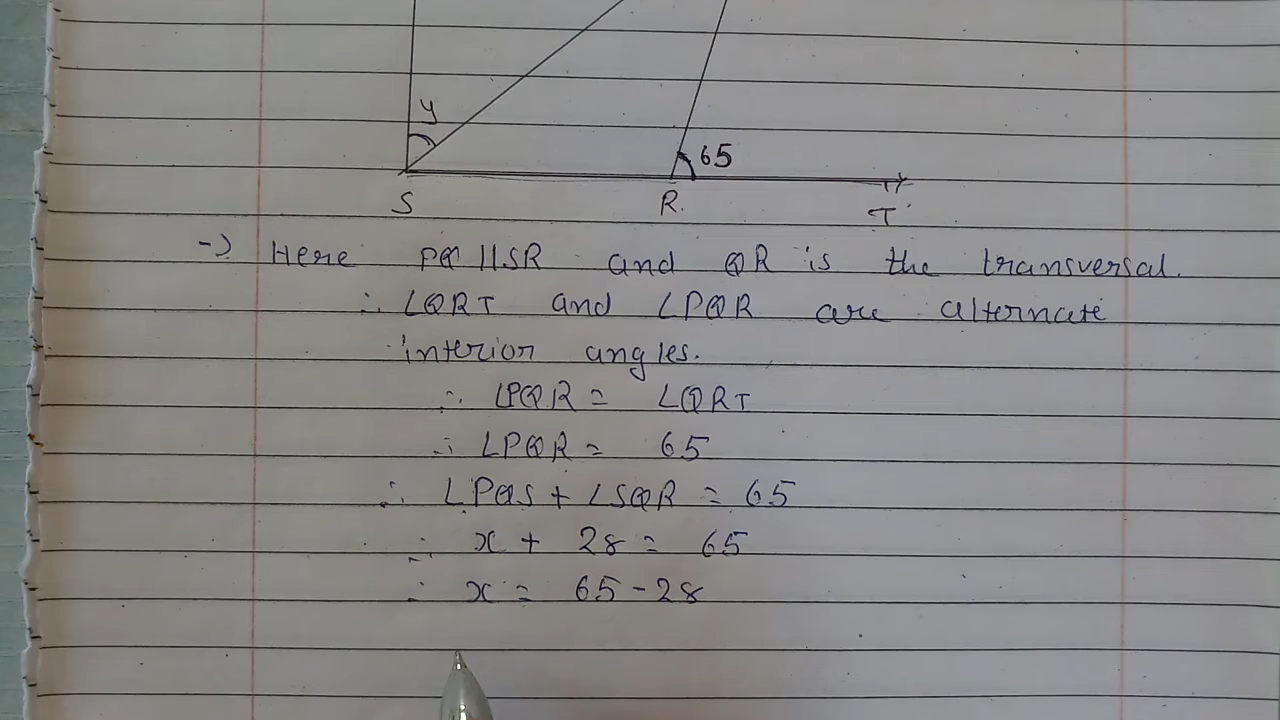 y
65
S R. T
→ Here PQ || SR and QR is the transversal.
∴ ∠QRT and ∠PQR are alternate
interior angles.
∴ ∠PQR = ∠QRT
∴ ∠PQR = 65
∴ ∠PQS + ∠SQR = 65
∴ x + 28 = 65
∴ x = 65 - 28